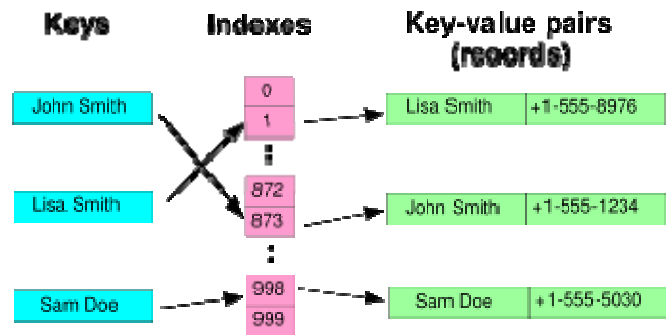 Keys
Indexes
Key-value pairs
(records)
John Smith
0
1
Lisa Smith +1-555-8976
Lisa Smith
872
873
John Smith +1-555-1234
Sam Doe
998
999
Sam Doe +1-555-5030